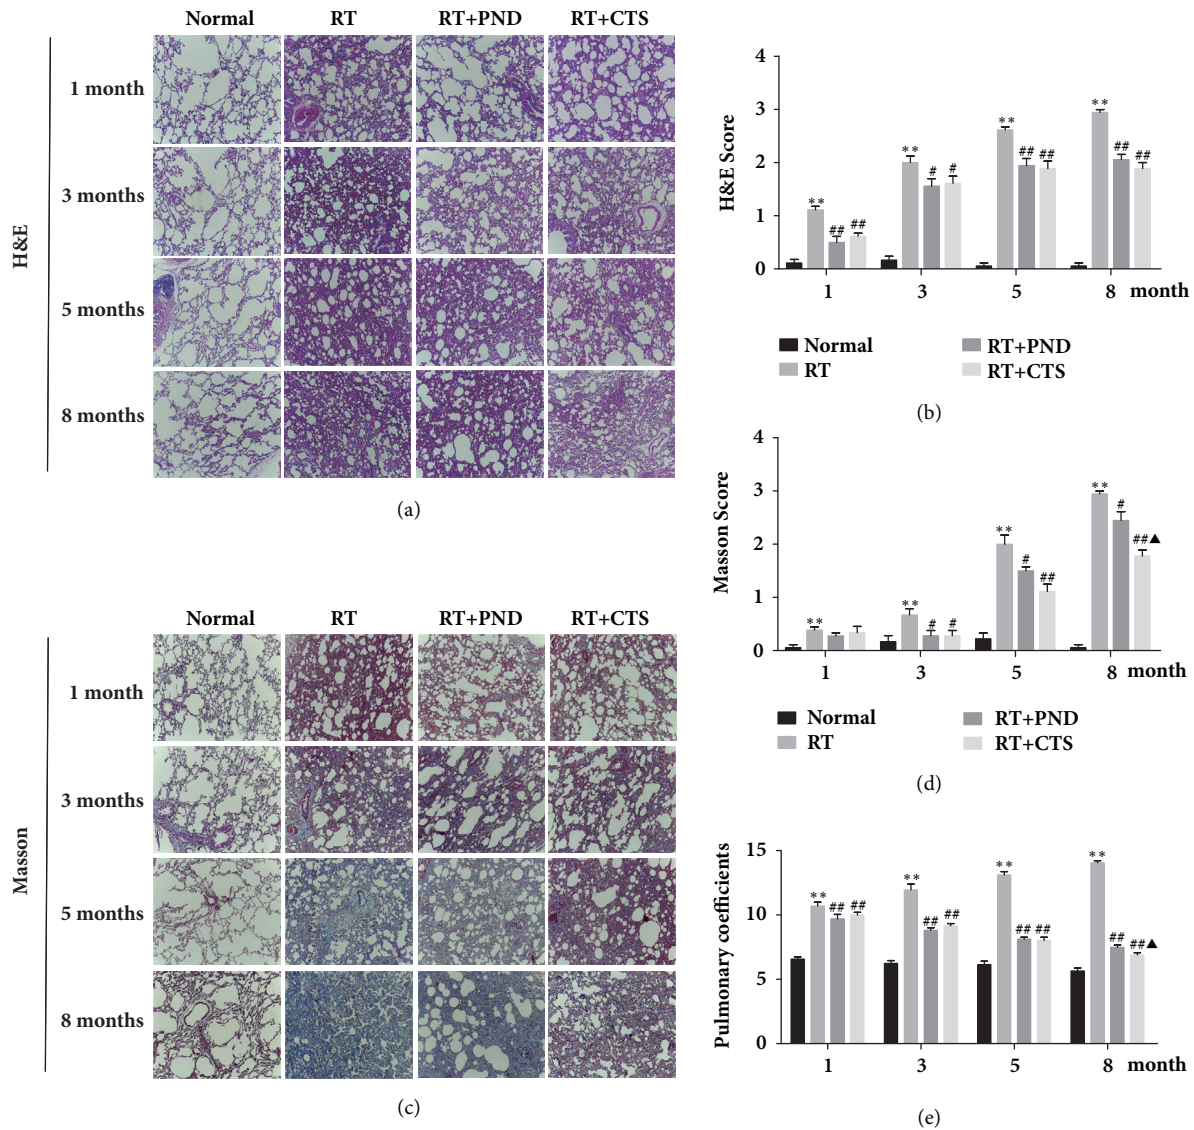 Normal RT RT+PND RT+CTS
H&E
1 month
3 months
5 months
8 months
(a)
H&E Score
4
3
2
1
0
** ## ##
** # #
** ## ##
** ## ##
1 3 5 8 month
Normal RT+PND
RT RT+CTS
(b)
Normal RT RT+PND RT+CTS
Masson
1 month
3 months
5 months
8 months
(c)
Masson Score
4
3
2
1
0
**
** # #
** # ##
** # ##▲
1 3 5 8 month
Normal RT+PND
RT RT+CTS
(d)
Pulmonary coefficients
15
10
5
0
** ## ##
** ## ##
** ## ##
** ## ##▲
1 3 5 8 month
(e)